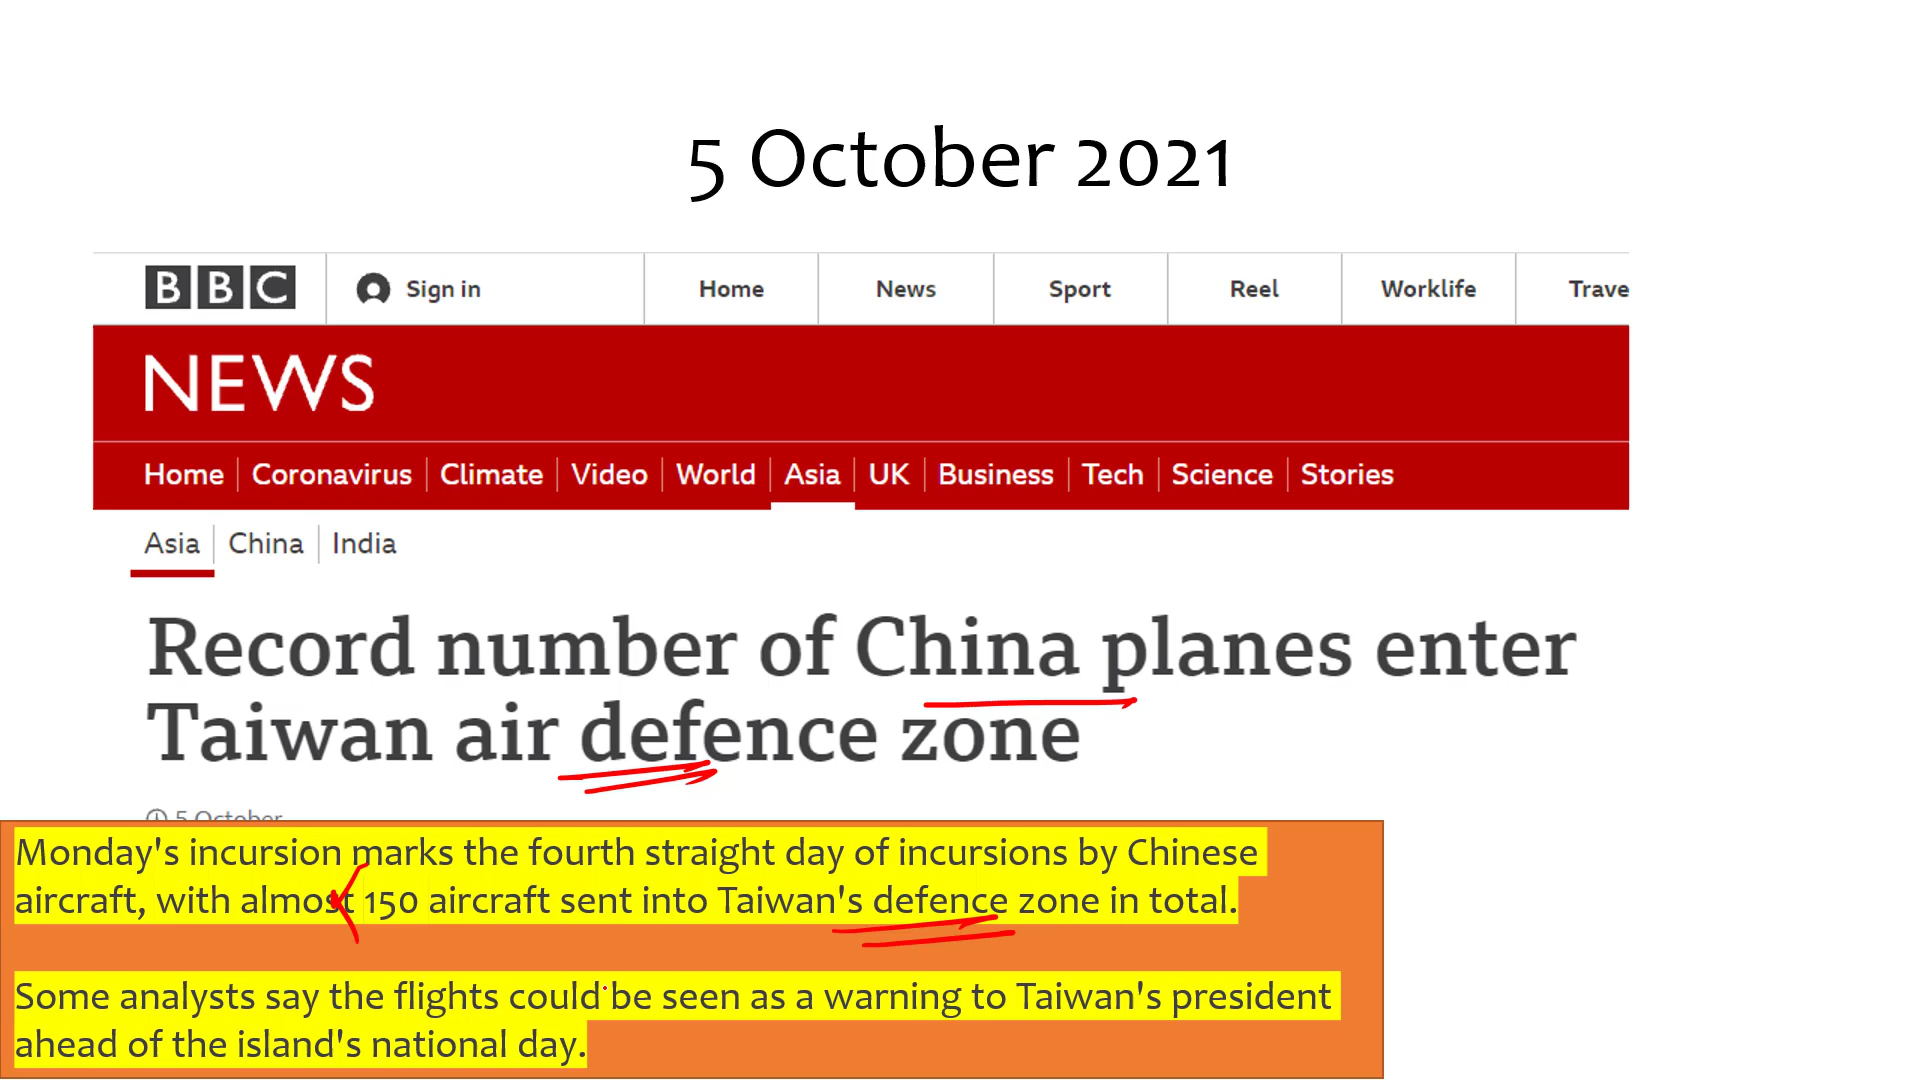 5 October 2021
BBC Sign in Home News Sport Reel Worklife Trave
NEWS
Home Coronavirus Climate Video World Asia UK Business Tech Science Stories
Asia China India
Record number of China planes enter
Taiwan air defence zone
5 October
Monday's incursion marks the fourth straight day of incursions by Chinese
aircraft, with almost 150 aircraft sent into Taiwan's defence zone in total.
Some analysts say the flights could be seen as a warning to Taiwan's president
ahead of the island's national day.